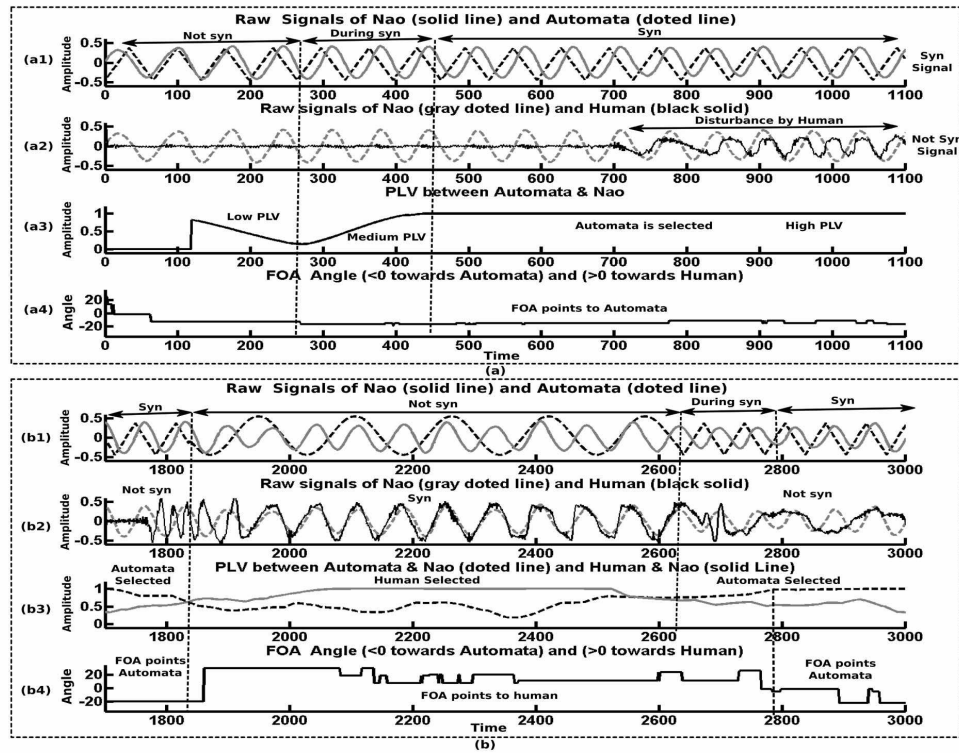 Raw Signals of Nao (solid line) and Automata (doted line)
Not syn During syn Syn
(a1) Amplitude 0.5 0 -0.5 Syn Signal
0 100 200 300 400 500 600 700 800 900 1000 1100
Raw signals of Nao (gray doted line) and Human (black solid)
Disturbance by Human
(a2) Amplitude 0.5 0 -0.5 Not Syn Signal
0 100 200 300 400 500 600 700 800 900 1000 1100
PLV between Automata & Nao
(a3) Amplitude 1 0.5 0 Low PLV Medium PLV Automata is selected High PLV
0 100 200 300 400 500 600 700 800 900 1000 1100
FOA Angle (<0 towards Automata) and (>0 towards Human)
(a4) Angle 20 0 -20 FOA points to Automata
0 100 200 300 400 500 600 700 800 900 1000 1100
Time
(a)
Raw Signals of Nao (solid line) and Automata (doted line)
Syn Not syn During syn Syn
(b1) Amplitude 0.5 0 -0.5
1800 2000 2200 2400 2600 2800 3000
Raw signals of Nao (gray doted line) and Human (black solid)
Not syn Syn Not syn
(b2) Amplitude 0.5 0 -0.5
1800 2000 2200 2400 2600 2800 3000
PLV between Automata & Nao (doted line) and Human & Nao (solid Line)
Automata Selected Human Selected Automata Selected
(b3) Amplitude 1 0.5 0
1800 2000 2200 2400 2600 2800 3000
FOA Angle (<0 towards Automata) and (>0 towards Human)
FOA points Automata FOA points to human FOA points Automata
(b4) Angle 20 0 -20
1700 1800 2000 2200 2400 2600 2800 3000
Time
(b)